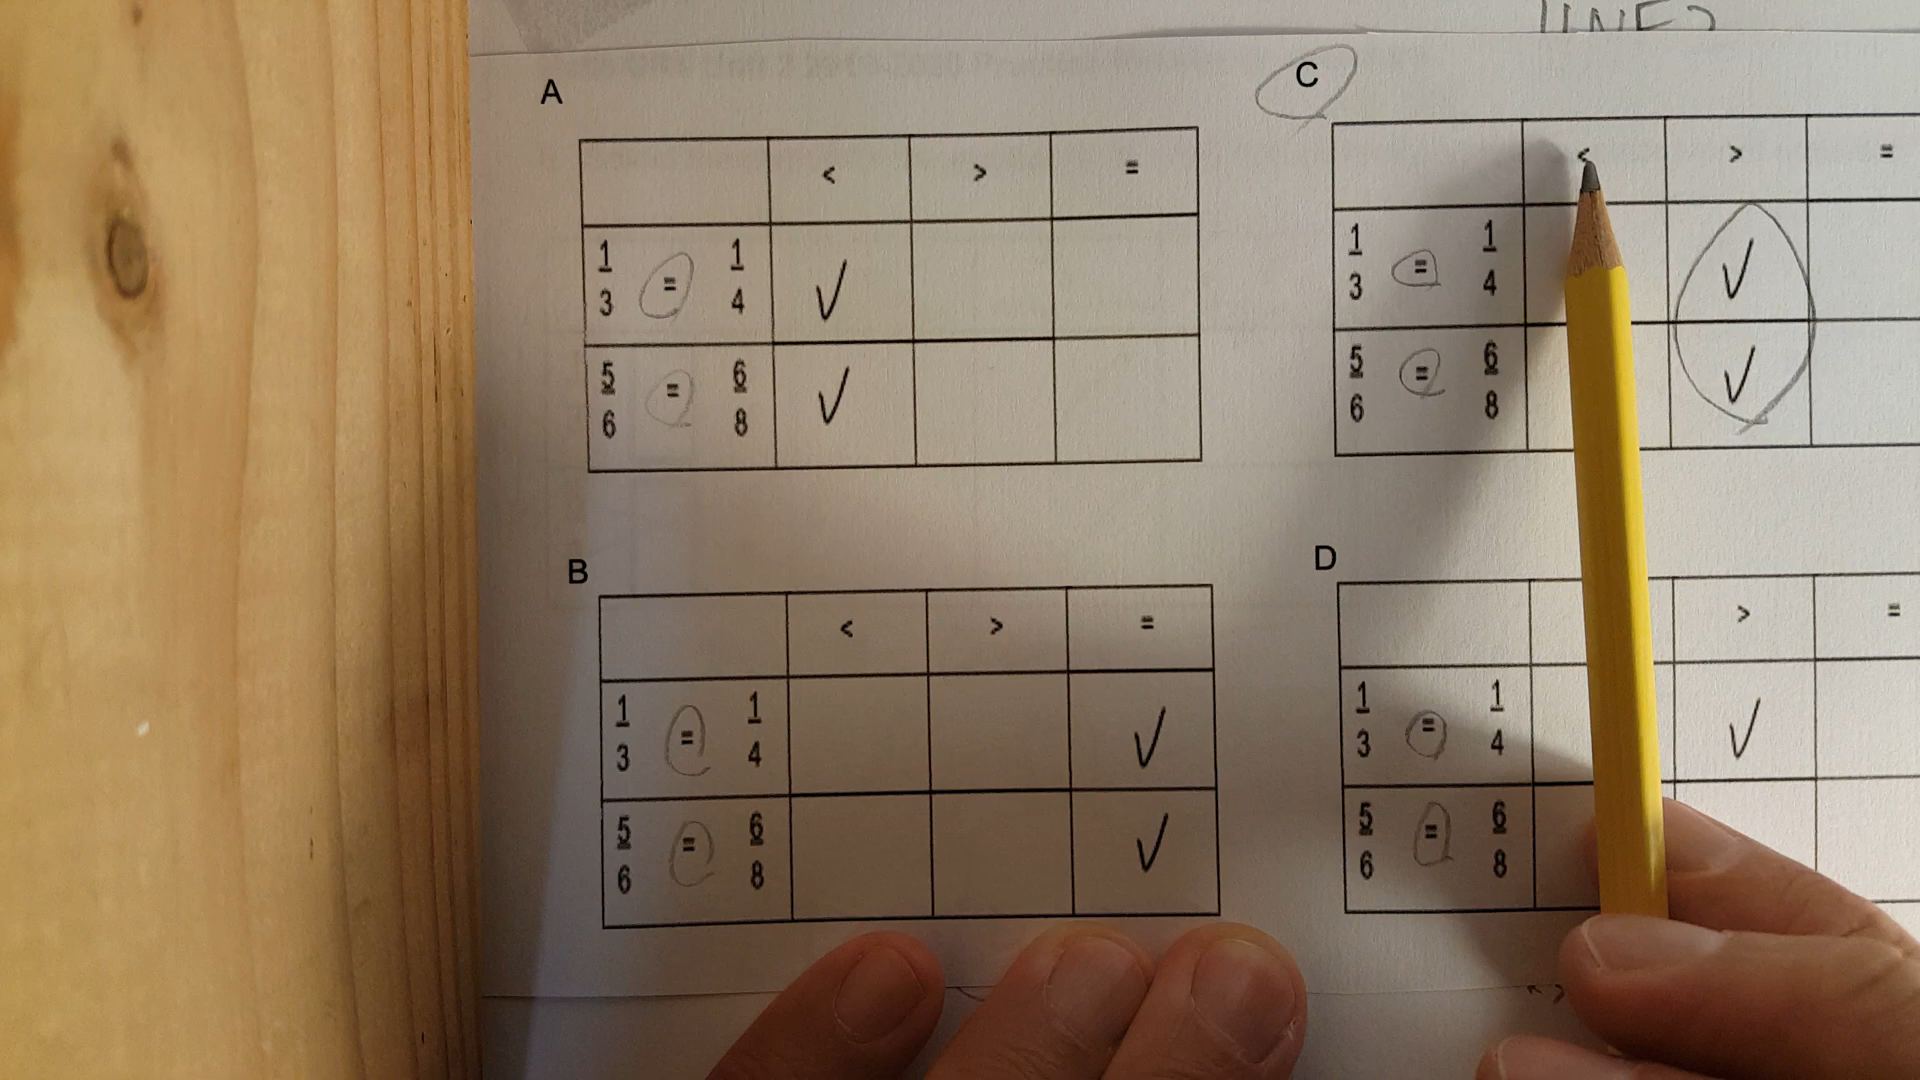 LINES
A
< > =
1 1
= 
3 4 ✓
5 6
=
6 8 ✓
C
< > =
1 1
=
3 4 ✓
5 6
=
6 8 ✓
B
< > =
1 1
=
3 4 ✓
5 6
=
6 8 ✓
D
> =
1 1
=
3 4 ✓
5 6
=
6 8